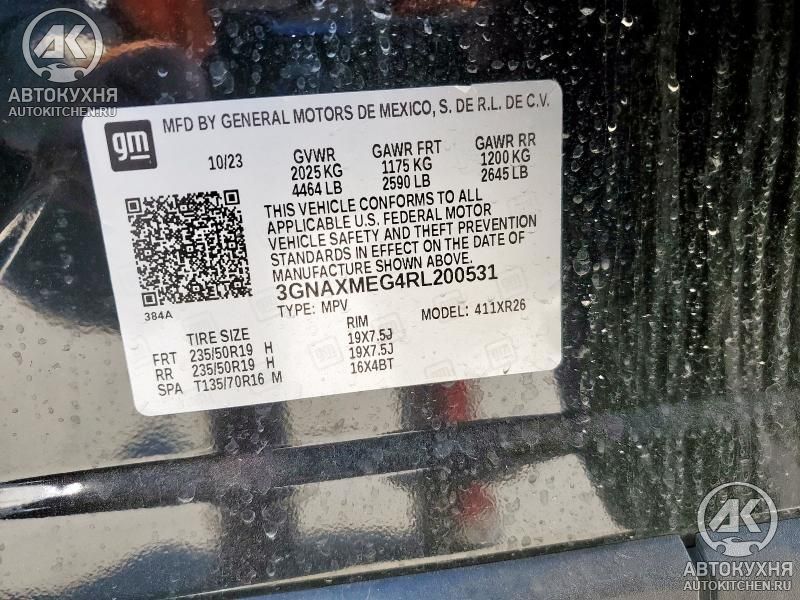 AK
АВТОКУХНЯ
AUTOKITCHEN.RU
gm
MFD BY GENERAL MOTORS DE MEXICO, S. DE R.L. DE C.V.
10/23 GVWR GAWR FRT GAWR RR
2025 KG 1175 KG 1200 KG
4464 LB 2590 LB 2645 LB
THIS VEHICLE CONFORMS TO ALL
APPLICABLE U.S. FEDERAL MOTOR
VEHICLE SAFETY AND THEFT PREVENTION
STANDARDS IN EFFECT ON THE DATE OF
MANUFACTURE SHOWN ABOVE.
3GNAXMEG4RL200531
384A
TYPE: MPV MODEL: 411XR26
TIRE SIZE RIM
FRT 235/50R19 H 19X7.5J
RR 235/50R19 H 19X7.5J
SPA T135/70R16 M 16X4BT
AK
АВТОКУХНЯ
AUTOKITCHEN.RU